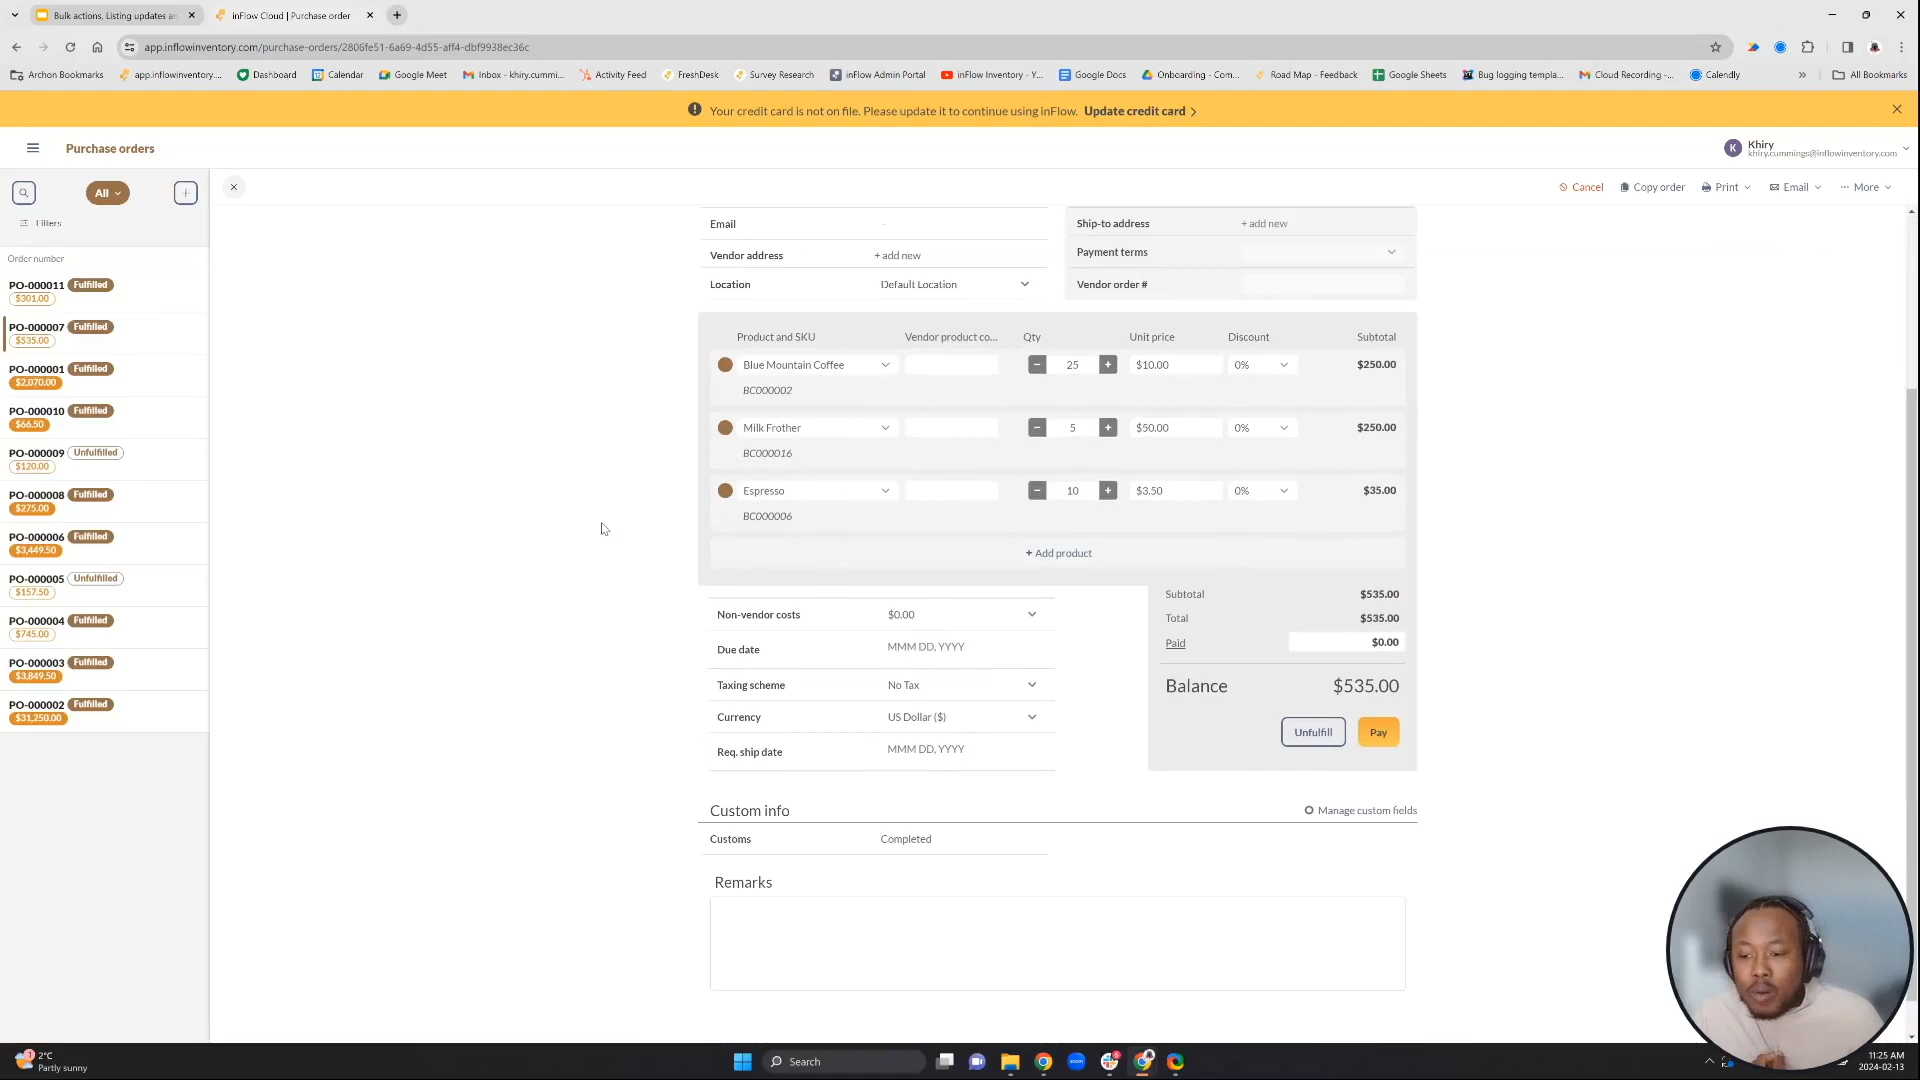 Bulk actions, Listing updates an
inFlow Cloud | Purchase order
app.inflowinventory.com/purchase-orders/2806fe51-6a69-4d55-aff4-dbf9938ec36c
Archon Bookmarks
app.inflowinventory....
Dashboard
Calendar
Google Meet
Inbox - khiry.cummi...
Activity Feed
FreshDesk
Survey Research
inFlow Admin Portal
inFlow Inventory - Y...
Google Docs
Onboarding - Com...
Road Map - Feedback
Google Sheets
Bug logging templa...
Cloud Recording -...
Calendly
All Bookmarks
Your credit card is not on file. Please update it to continue using inFlow. Update credit card
Purchase orders
K
Khiry
khiry.cummings@inflowinventory.com
All
Filters
Cancel
Copy order
Print
Email
More
Order number
PO-000011 Fulfilled
$301.00
PO-000007 Fulfilled
$535.00
PO-000001 Fulfilled
$2,070.00
PO-000010 Fulfilled
$66.50
PO-000009 Unfulfilled
$120.00
PO-000008 Fulfilled
$275.00
PO-000006 Fulfilled
$3,449.50
PO-000005 Unfulfilled
$157.50
PO-000004 Fulfilled
$745.00
PO-000003 Fulfilled
$3,849.50
PO-000002 Fulfilled
$31,250.00
Email
Vendor address + add new
Location Default Location
Ship-to address + add new
Payment terms
Vendor order #
Product and SKU Vendor product co... Qty Unit price Discount Subtotal
Blue Mountain Coffee 25 $10.00 0% $250.00
BC000002
Milk Frother 5 $50.00 0% $250.00
BC000016
Espresso 10 $3.50 0% $35.00
BC000006
+ Add product
Non-vendor costs $0.00
Due date MMM DD, YYYY
Taxing scheme No Tax
Currency US Dollar ($)
Req. ship date MMM DD, YYYY
Subtotal $535.00
Total $535.00
Paid $0.00
Balance $535.00
Unfulfill
Pay
Custom info
Manage custom fields
Customs Completed
Remarks
2°C
Partly sunny
Search
11:25 AM
2024-02-13